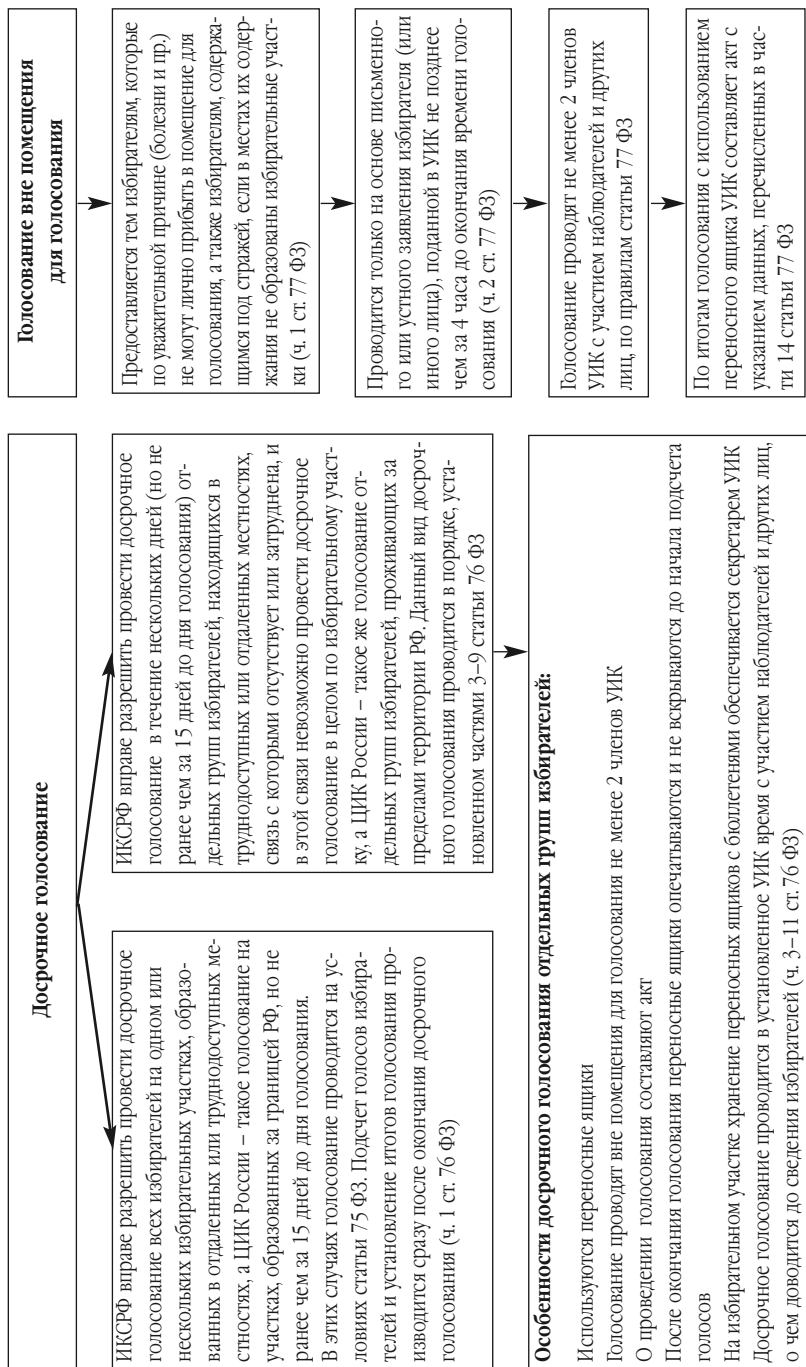 Досрочное голосование
ИКСРФ вправе разрешить провести досрочное
голосование всех избирателей на одном или
нескольких избирательных участках, образо-
ванных в отдаленных или труднодоступных ме-
стностях, а ЦИК России – такое голосование на
участках, образованных за границей РФ, но не
ранее чем за 15 дней до дня голосования.
В этих случаях голосование проводится на ус-
ловиях статьи 75 ФЗ. Подсчет голосов избира-
телей и установление итогов голосования про-
изводится сразу после окончания досрочного
голосования (ч. 1 ст. 76 ФЗ)
ИКСРФ вправе разрешить провести досрочное
голосование в течение нескольких дней (но не
ранее чем за 15 дней до дня голосования) от-
дельных групп избирателей, находящихся в
труднодоступных или отдаленных местностях,
связь с которыми отсутствует или затруднена, и
в этой связи невозможно провести досрочное
голосование в целом по избирательному участ-
ку, а ЦИК России – такое же голосование от-
дельных групп избирателей, проживающих за
пределами территории РФ. Данный вид досроч-
ного голосования проводится в порядке, уста-
новленном частями 3–9 статьи 76 ФЗ
Особенности досрочного голосования отдельных групп избирателей:
Используются переносные ящики
Голосование проводят вне помещения для голосования не менее 2 членов УИК
О проведении голосования составляют акт
После окончания голосования переносные ящики опечатываются и не вскрываются до начала подсчета
голосов
На избирательном участке хранение переносных ящиков с бюллетенями обеспечивается секретарем УИК
Досрочное голосование проводится в установленное УИК время с участием наблюдателей и других лиц,
о чем доводится до сведения избирателей (ч. 3–11 ст. 76 ФЗ)
Голосование вне помещения
для голосования
Предоставляется тем избирателям, которые
по уважительной причине (болезни и пр.)
не могут лично прибыть в помещение для
голосования, а также избирателям, содержа-
щимся под стражей, если в местах их содер-
жания не образованы избирательные участ-
ки (ч. 1 ст. 77 ФЗ)
Проводится только на основе письменно-
го или устного заявления избирателя (или
иного лица), поданной в УИК не позднее
чем за 4 часа до окончания времени голо-
сования (ч. 2 ст. 77 ФЗ)
Голосование проводят не менее 2 членов
УИК с участием наблюдателей и других
лиц, по правилам статьи 77 ФЗ
По итогам голосования с использованием
переносного ящика УИК составляет акт с
указанием данных, перечисленных в час-
ти 14 статьи 77 ФЗ